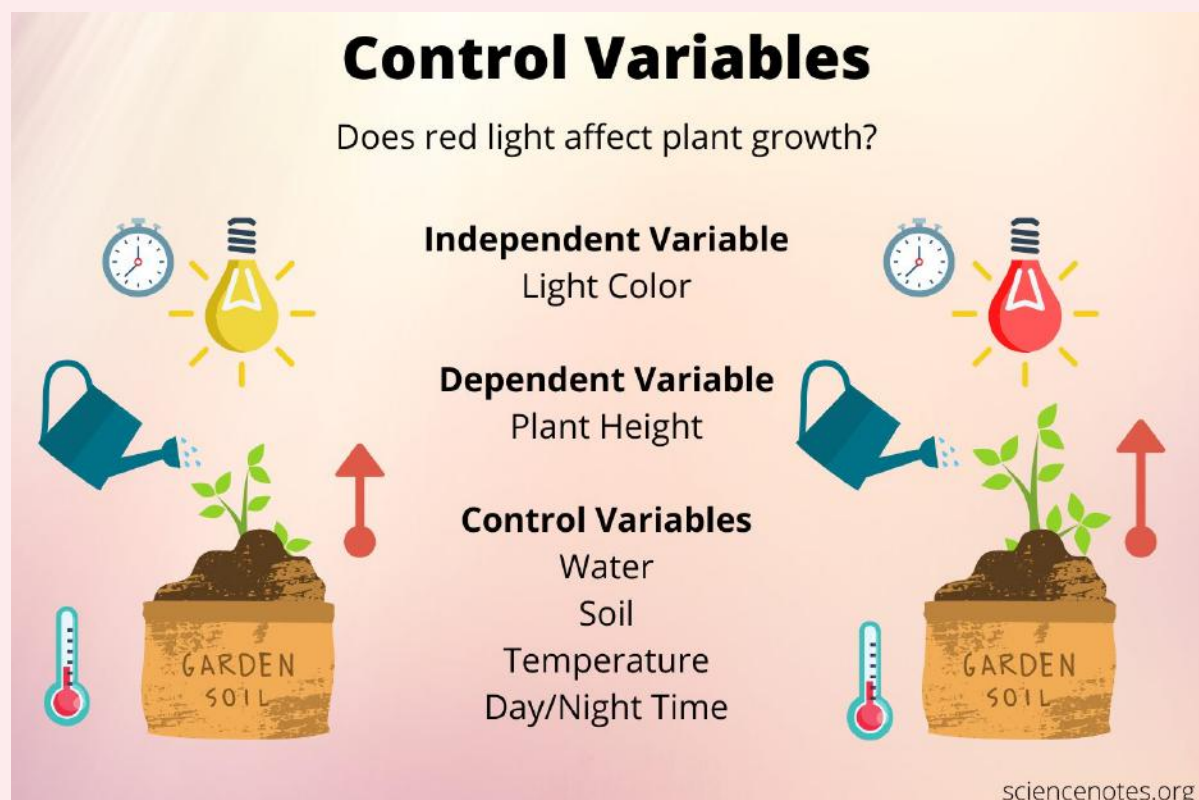 Control Variables
Does red light affect plant growth?
Independent Variable
Light Color
Dependent Variable
Plant Height
Control Variables
Water
Soil
Temperature
Day/Night Time
GARDEN
SOIL
GARDEN
SOIL
sciencenotes.org